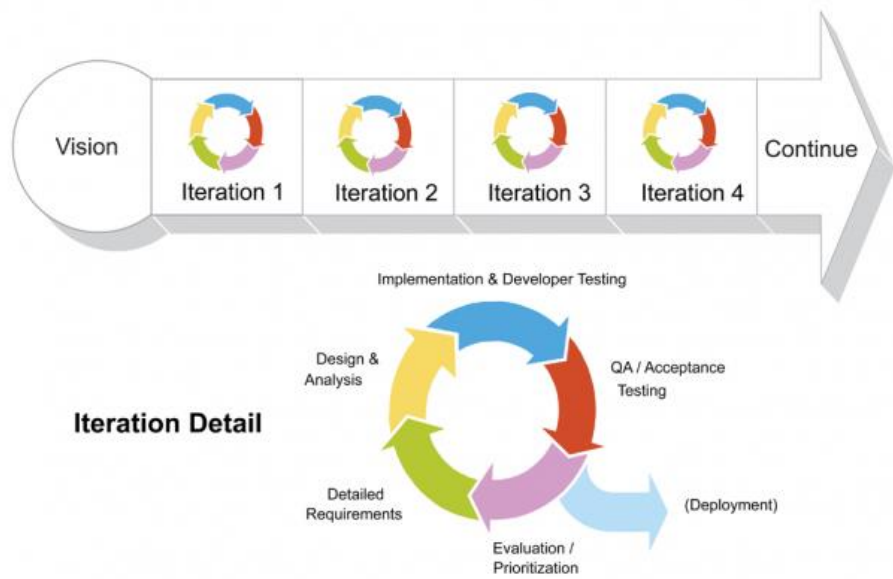 Vision
Iteration 1
Iteration 2
Iteration 3
Iteration 4
Continue
Implementation & Developer Testing
Design &
Analysis
QA / Acceptance
Testing
Iteration Detail
Detailed
Requirements
(Deployment)
Evaluation /
Prioritization